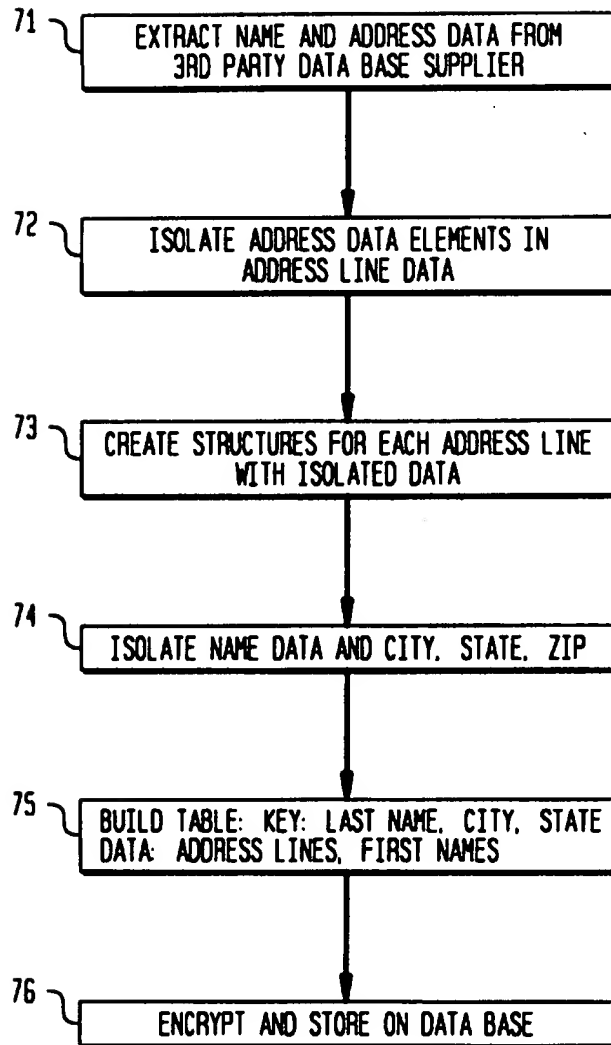 71
EXTRACT NAME AND ADDRESS DATA FROM
3RD PARTY DATA BASE SUPPLIER
72
ISOLATE ADDRESS DATA ELEMENTS IN
ADDRESS LINE DATA
73
CREATE STRUCTURES FOR EACH ADDRESS LINE
WITH ISOLATED DATA
74
ISOLATE NAME DATA AND CITY, STATE, ZIP
75
BUILD TABLE: KEY: LAST NAME, CITY, STATE
DATA: ADDRESS LINES, FIRST NAMES
76
ENCRYPT AND STORE ON DATA BASE